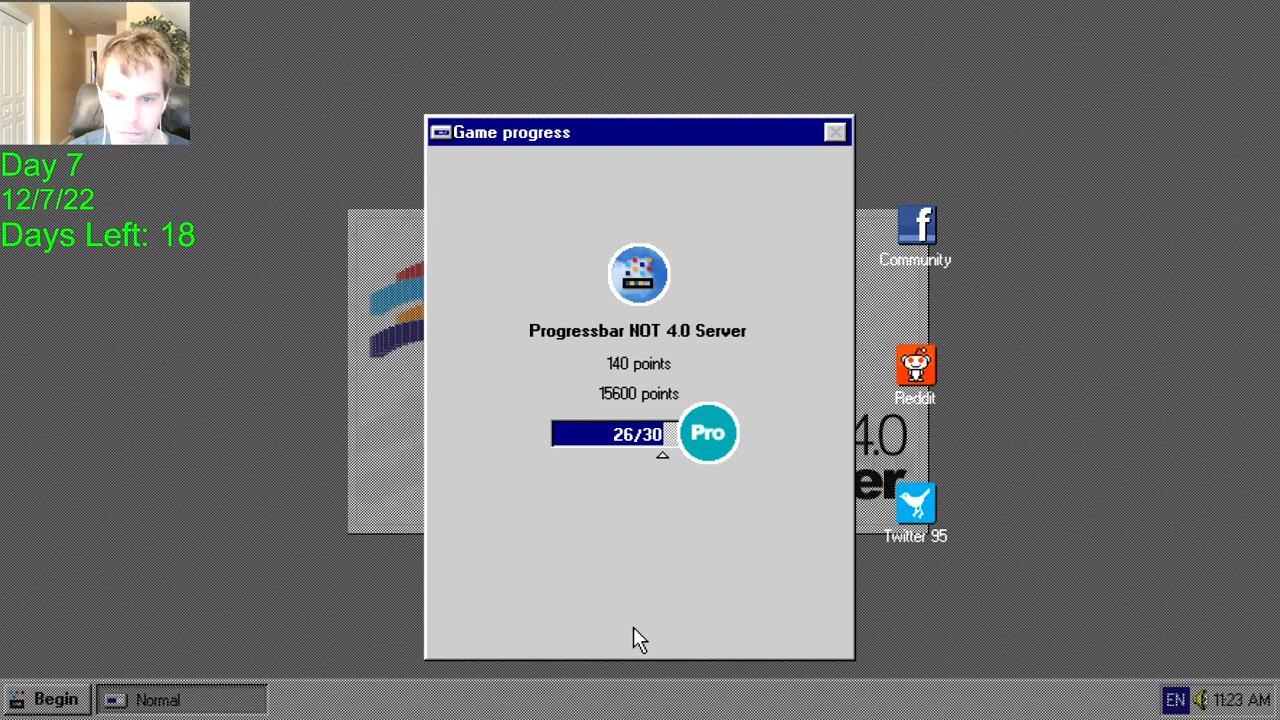 Day 7
12/7/22
Days Left: 18
Game progress
Progressbar NOT 4.0 Server
140 points
15600 points
26/30
Pro
f
Community
Reddit
4.0
er
Twitter 95
Begin
Normal
EN
11:23 AM